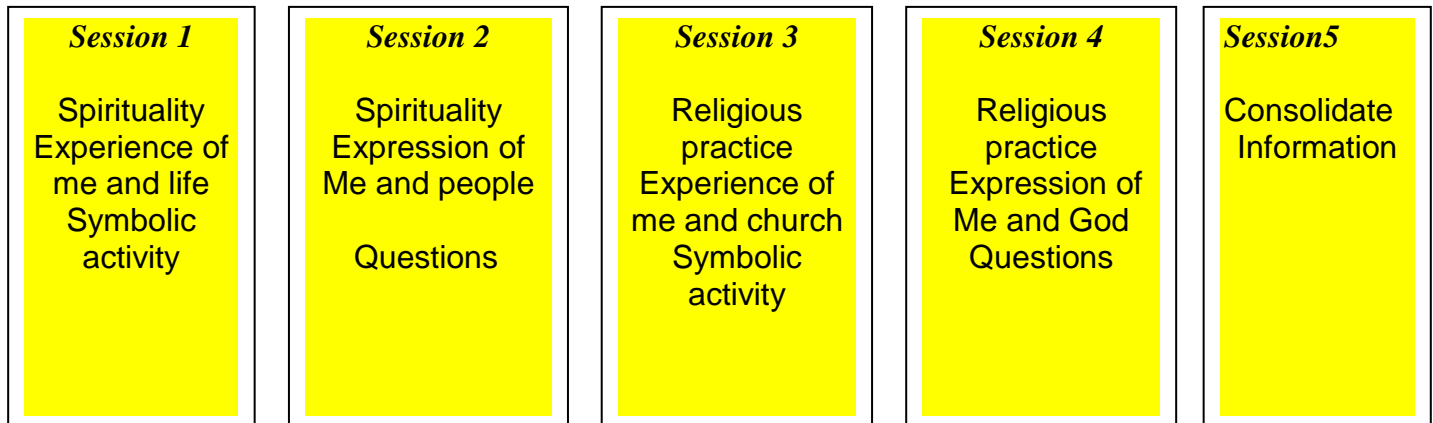 Session 1
Spirituality
Experience of
me and life
Symbolic
activity
Session 2
Spirituality
Expression of
Me and people
Questions
Session 3
Religious
practice
Experience of
me and church
Symbolic
activity
Session 4
Religious
practice
Expression of
Me and God
Questions
Session5
Consolidate
Information